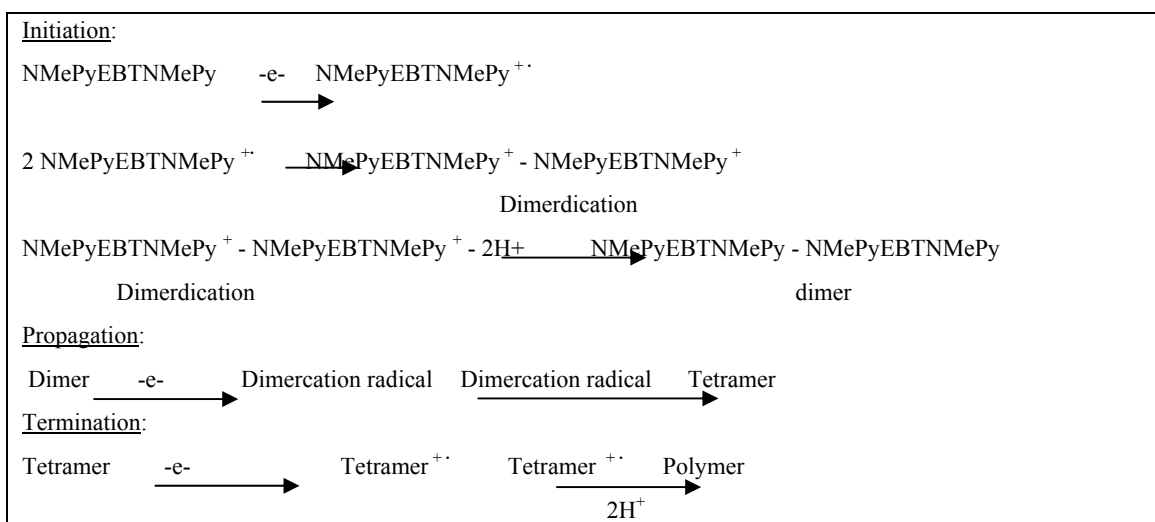 Initiation:
NMePyEBTNMePy -e- NMePyEBTNMePy +·
2 NMePyEBTNMePy +· NMePyEBTNMePy + - NMePyEBTNMePy +
Dimerdication
NMePyEBTNMePy + - NMePyEBTNMePy + - 2H+ NMePyEBTNMePy - NMePyEBTNMePy
Dimerdication dimer
Propagation:
Dimer -e- Dimercation radical Dimercation radical Tetramer
Termination:
Tetramer -e- Tetramer +· Tetramer +· Polymer
2H+